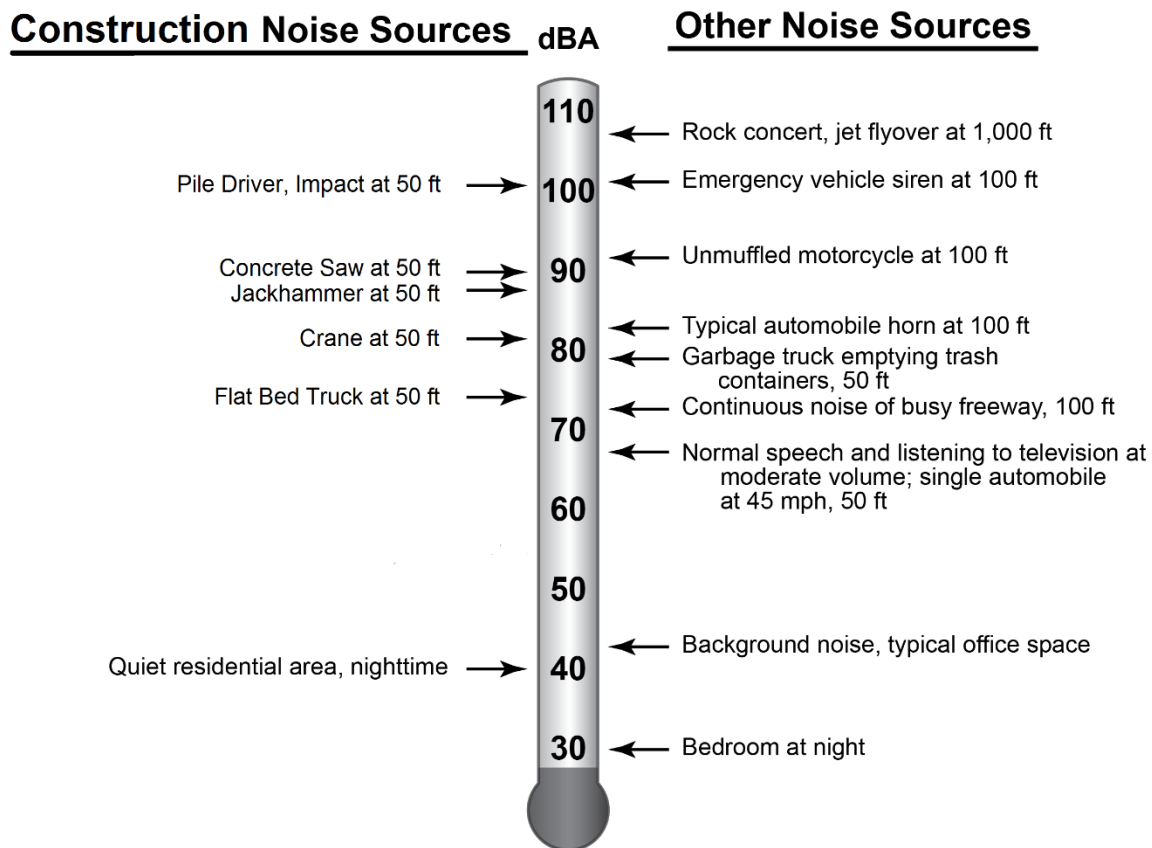 Construction Noise Sources
dBA
Other Noise Sources
110
Rock concert, jet flyover at 1,000 ft
Pile Driver, Impact at 50 ft
100
Emergency vehicle siren at 100 ft
Unmuffled motorcycle at 100 ft
Concrete Saw at 50 ft
90
Jackhammer at 50 ft
Typical automobile horn at 100 ft
Crane at 50 ft
80
Garbage truck emptying trash
containers, 50 ft
Flat Bed Truck at 50 ft
Continuous noise of busy freeway, 100 ft
70
Normal speech and listening to television at
moderate volume; single automobile
at 45 mph, 50 ft
60
50
Background noise, typical office space
Quiet residential area, nighttime
40
30
Bedroom at night